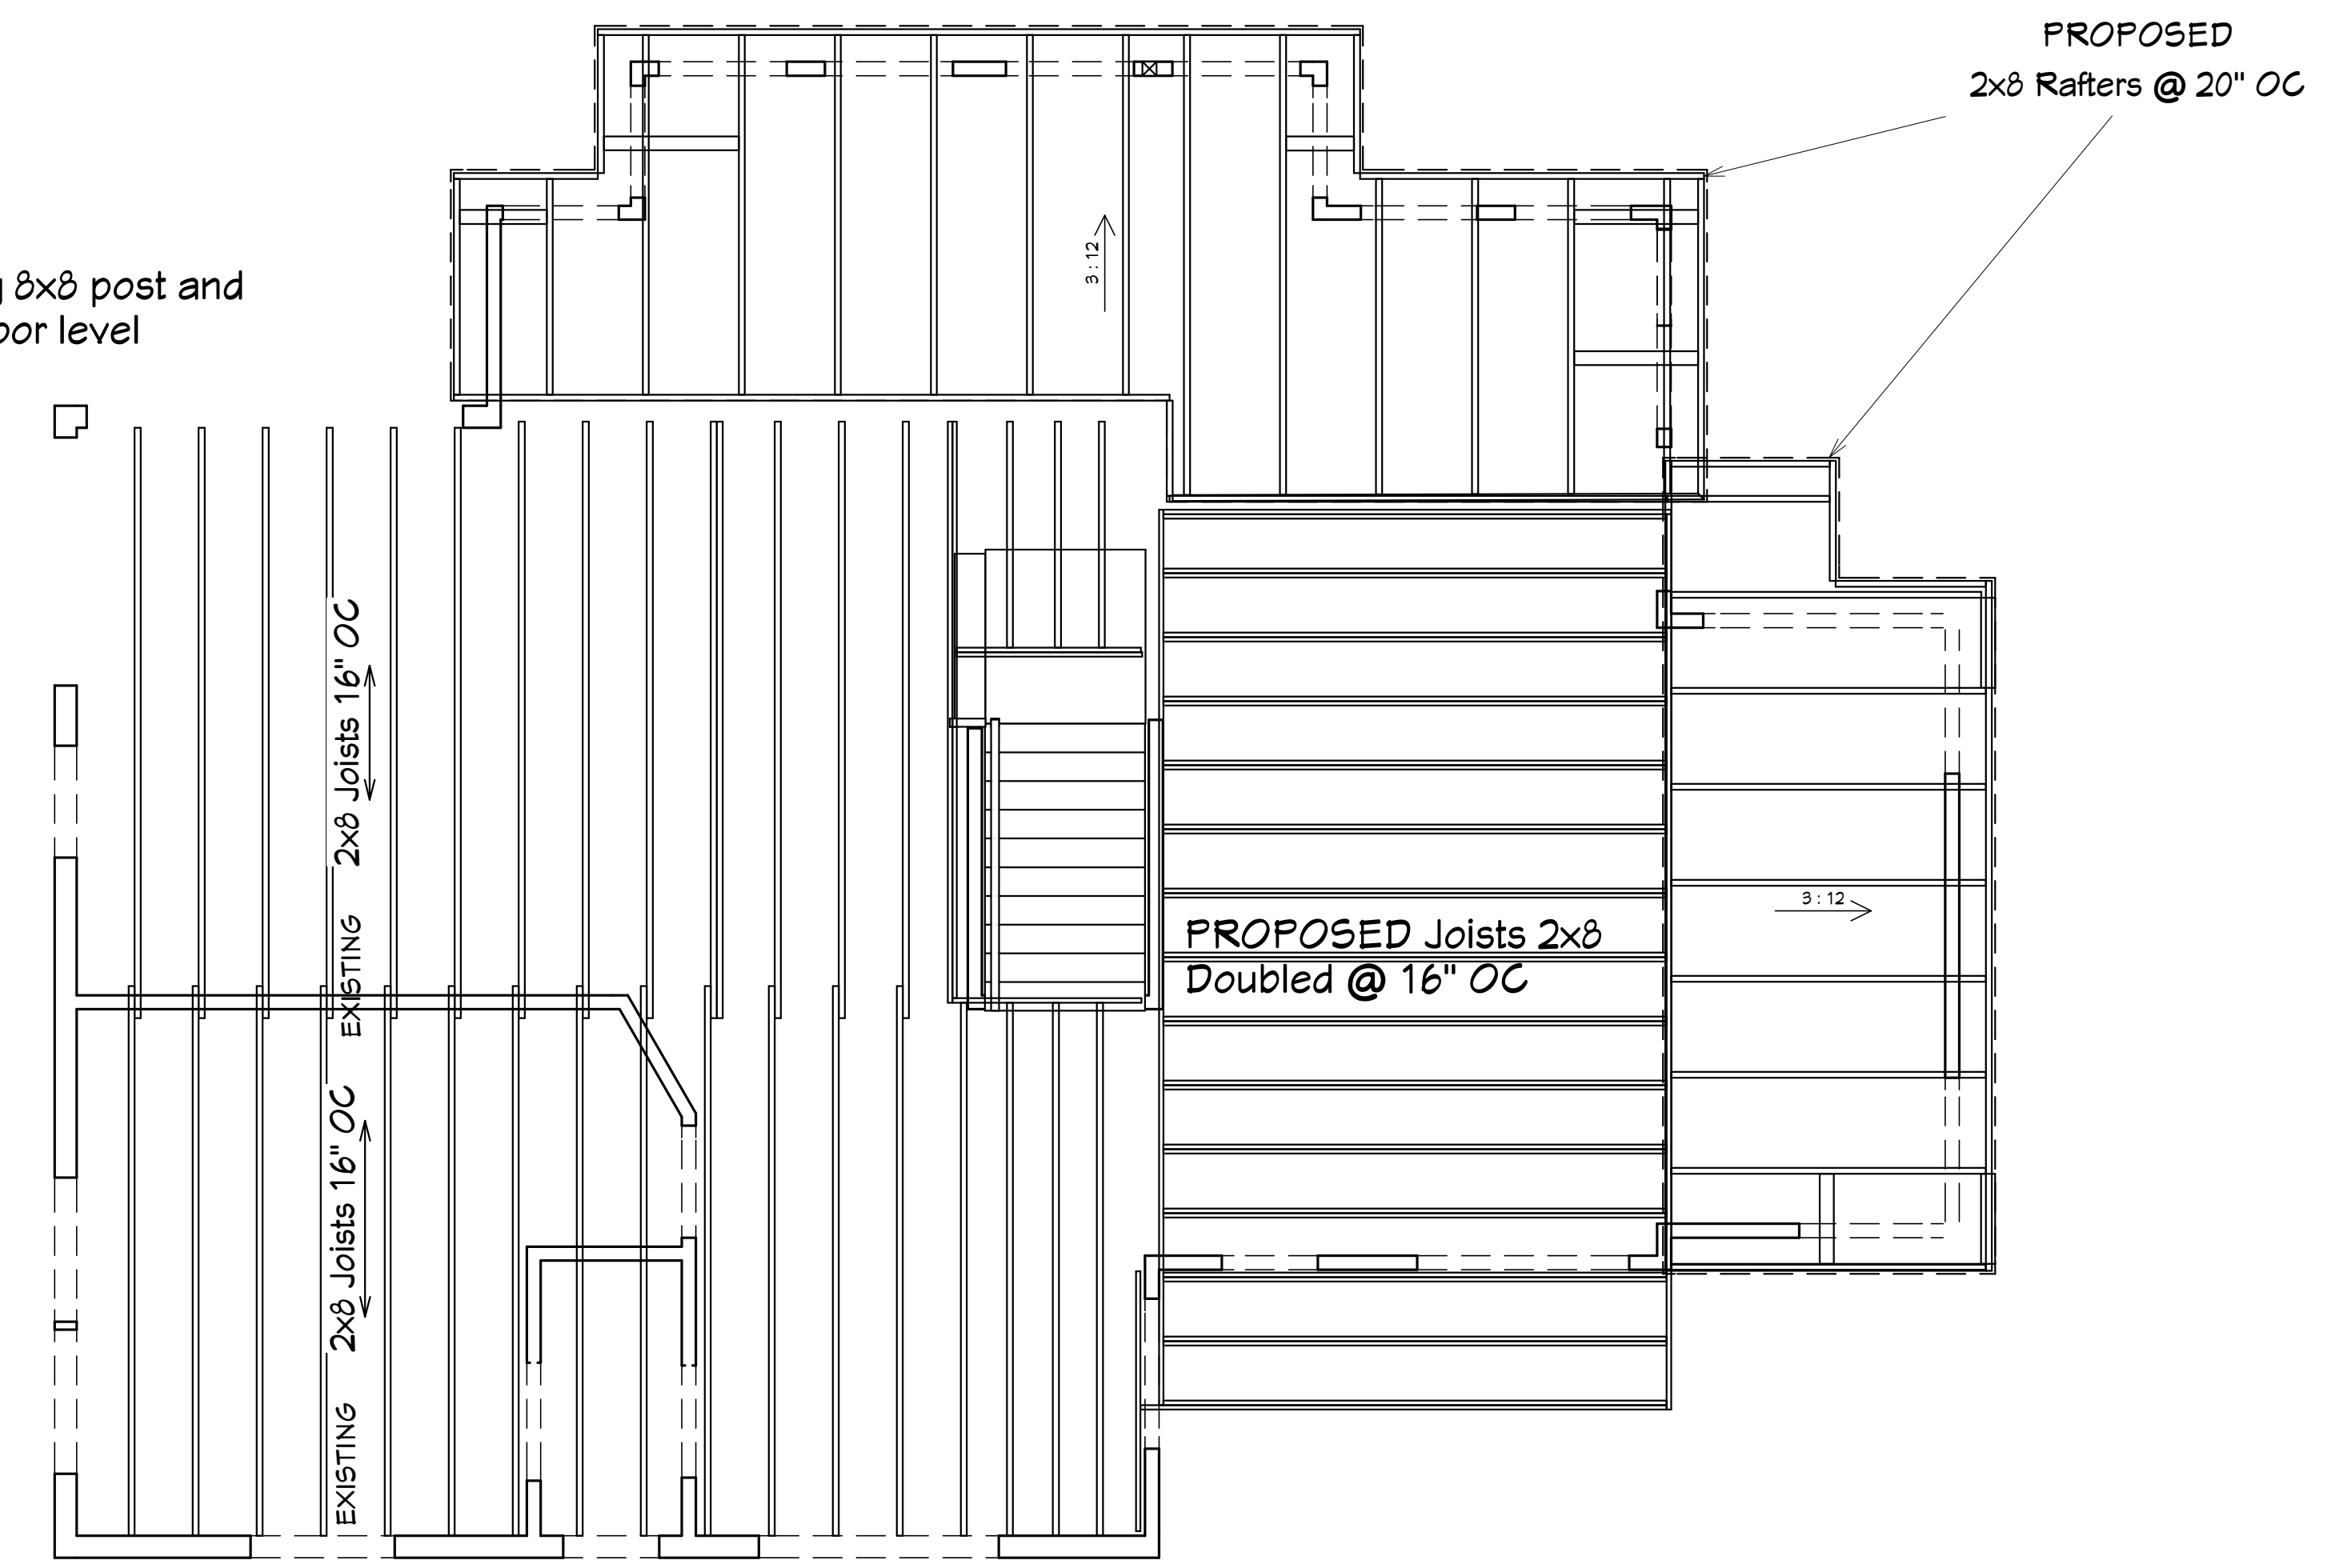 PROPOSED
2x8 Rafters @ 20" OC
8x8 post and
level
3 : 12
EXISTING 2x8 Joists 16" OC
3 : 12
PROPOSED Joists 2x8
Doubled @ 16" OC
EXISTING 2x8 Joists 16" OC